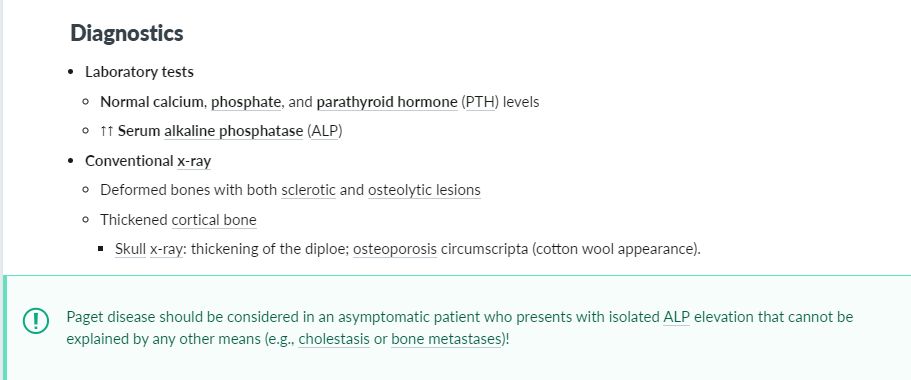 Diagnostics
• Laboratory tests
○ Normal calcium, phosphate, and parathyroid hormone (PTH) levels
○ ↑↑ Serum alkaline phosphatase (ALP)
• Conventional x-ray
○ Deformed bones with both sclerotic and osteolytic lesions
○ Thickened cortical bone
▪ Skull x-ray: thickening of the diploe; osteoporosis circumscripta (cotton wool appearance).
! Paget disease should be considered in an asymptomatic patient who presents with isolated ALP elevation that cannot be
explained by any other means (e.g., cholestasis or bone metastases)!